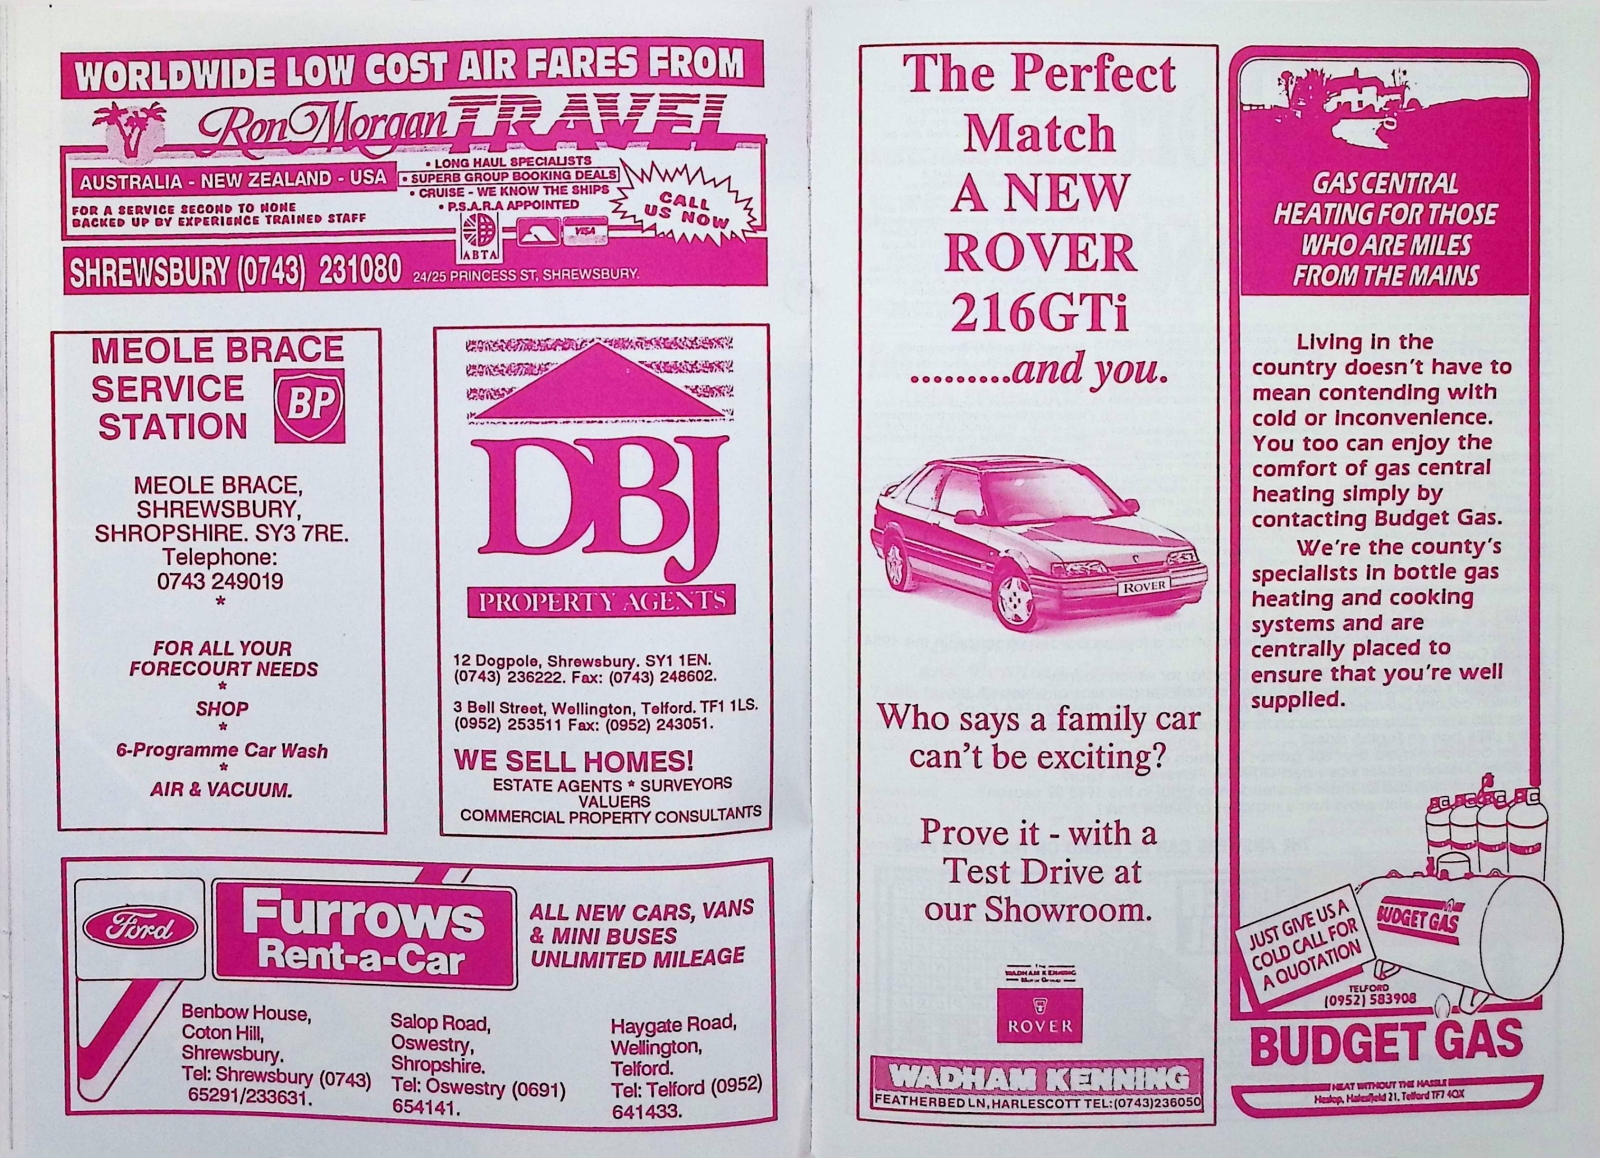 WORLDWIDE LOW COST AIR FARES FROM
Ron Morgan TRAVEL
AUSTRALIA - NEW ZEALAND - USA
FOR A SERVICE SECOND TO NONE
BACKED UP BY EXPERIENCE TRAINED STAFF
• LONG HAUL SPECIALISTS
• SUPERB GROUP BOOKING DEALS
• CRUISE - WE KNOW THE SHIPS
• P.S.A.R.A APPOINTED
CALL
US NOW
ABTA
VISA
SHREWSBURY (0743) 231080
24/25 PRINCESS ST, SHREWSBURY.
MEOLE BRACE
SERVICE
STATION
BP
MEOLE BRACE,
SHREWSBURY,
SHROPSHIRE. SY3 7RE.
Telephone:
0743 249019
*
FOR ALL YOUR
FORECOURT NEEDS
*
SHOP
*
6-Programme Car Wash
*
AIR & VACUUM.
DBJ
PROPERTY AGENTS
12 Dogpole, Shrewsbury. SY1 1EN.
(0743) 236222. Fax: (0743) 248602.
3 Bell Street, Wellington, Telford. TF1 1LS.
(0952) 253511 Fax: (0952) 243051.
WE SELL HOMES!
ESTATE AGENTS * SURVEYORS
VALUERS
COMMERCIAL PROPERTY CONSULTANTS
Ford
Furrows
Rent-a-Car
ALL NEW CARS, VANS
& MINI BUSES
UNLIMITED MILEAGE
Benbow House,
Coton Hill,
Shrewsbury.
Tel: Shrewsbury (0743)
65291/233631.
Salop Road,
Oswestry,
Shropshire.
Tel: Oswestry (0691)
654141.
Haygate Road,
Wellington,
Telford.
Tel: Telford (0952)
641433.
The Perfect
Match
A NEW
ROVER
216GTi
.........and you.
ROVER
Who says a family car
can't be exciting?
Prove it - with a
Test Drive at
our Showroom.
The
WADHAM KENNING
Motor Group
ROVER
WADHAM KENNING
FEATHERBED LN, HARLESCOTT TEL:(0743)236050
GAS CENTRAL
HEATING FOR THOSE
WHO ARE MILES
FROM THE MAINS
Living in the
country doesn't have to
mean contending with
cold or inconvenience.
You too can enjoy the
comfort of gas central
heating simply by
contacting Budget Gas.
We're the county's
specialists in bottle gas
heating and cooking
systems and are
centrally placed to
ensure that you're well
supplied.
BUDGET GAS
JUST GIVE US A
COLD CALL FOR
A QUOTATION
TELFORD
(0952) 583908
BUDGET GAS
HEAT WITHOUT THE HASSLE
Heslop, Halesfield 21, Telford TF7 4QX